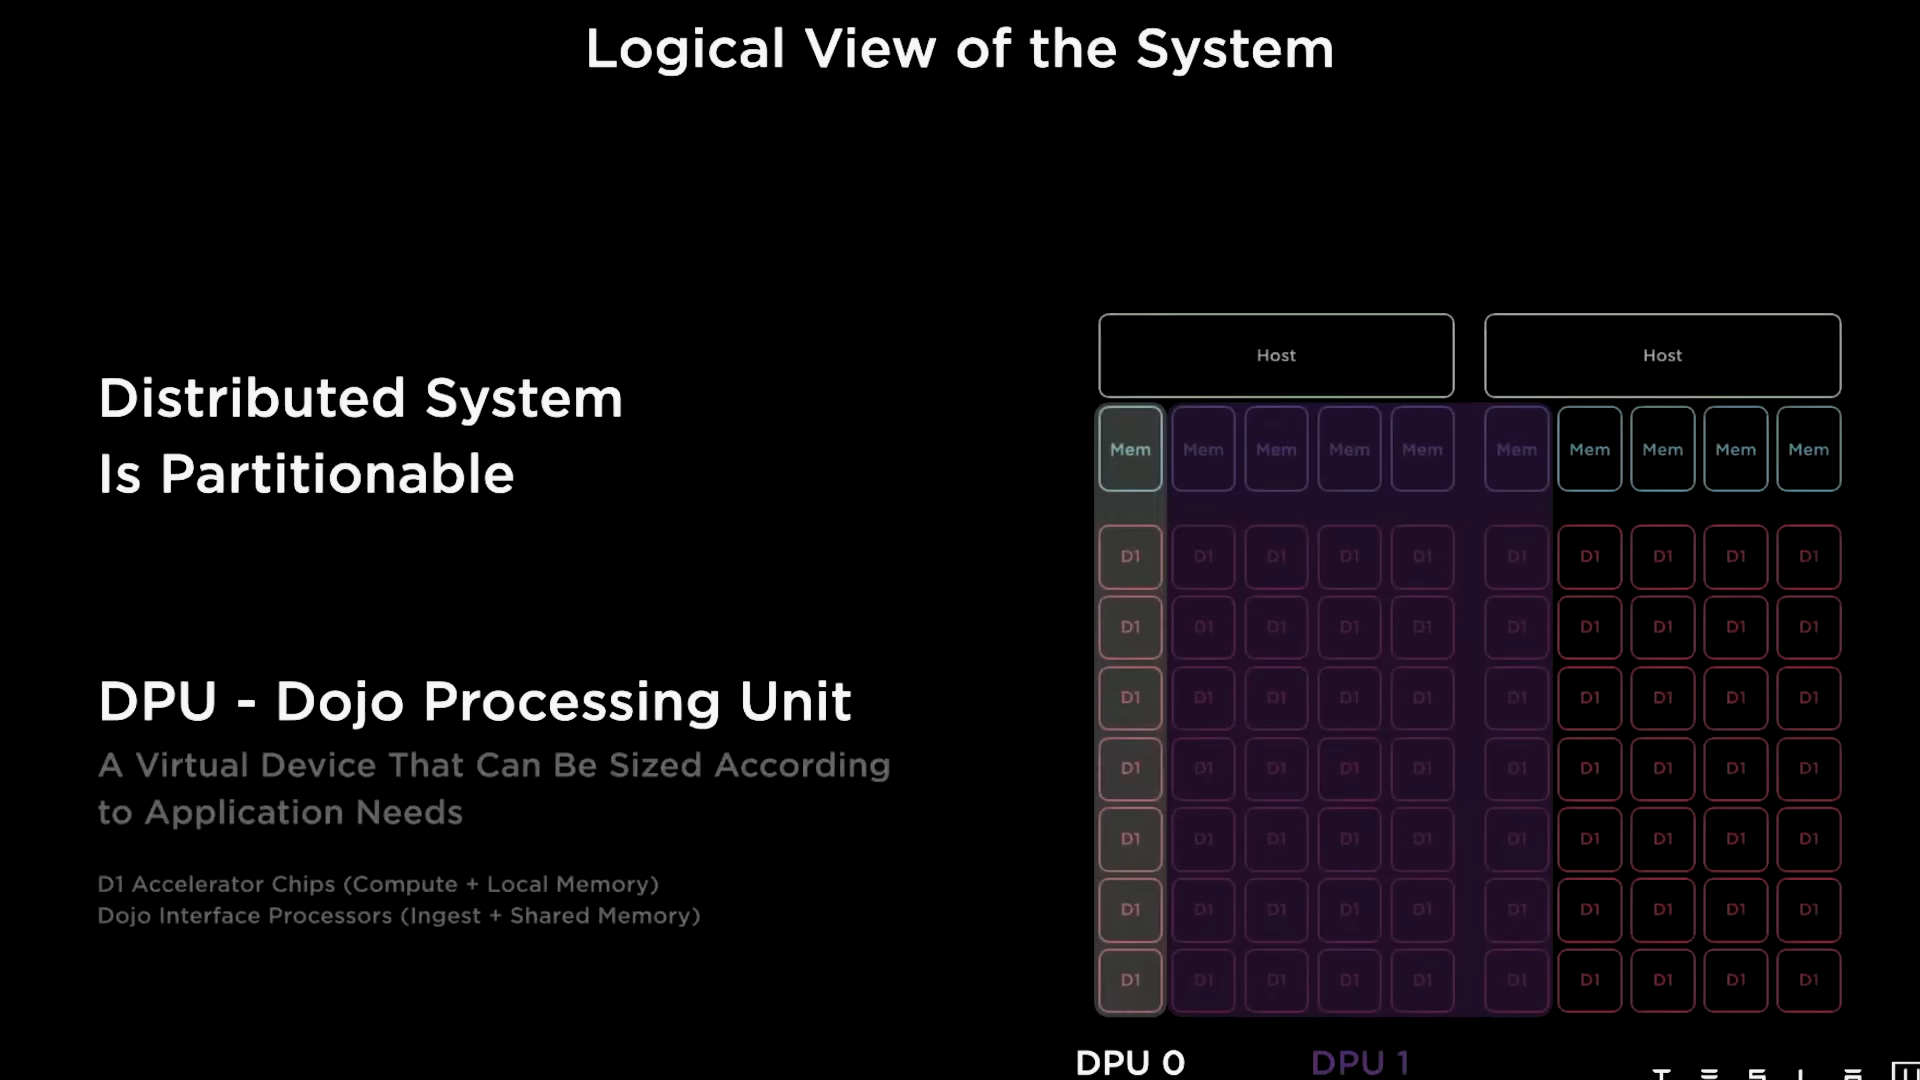 Logical View of the System
Distributed System
Is Partitionable
DPU - Dojo Processing Unit
A Virtual Device That Can Be Sized According
to Application Needs
D1 Accelerator Chips (Compute + Local Memory)
Dojo Interface Processors (Ingest + Shared Memory)
Host Host
Mem Mem Mem Mem Mem Mem Mem Mem Mem Mem
D1 D1 D1 D1 D1 D1 D1 D1 D1 D1
D1 D1 D1 D1 D1 D1 D1 D1 D1 D1
D1 D1 D1 D1 D1 D1 D1 D1 D1 D1
D1 D1 D1 D1 D1 D1 D1 D1 D1 D1
D1 D1 D1 D1 D1 D1 D1 D1 D1 D1
D1 D1 D1 D1 D1 D1 D1 D1 D1 D1
D1 D1 D1 D1 D1 D1 D1 D1 D1 D1
DPU 0 DPU 1